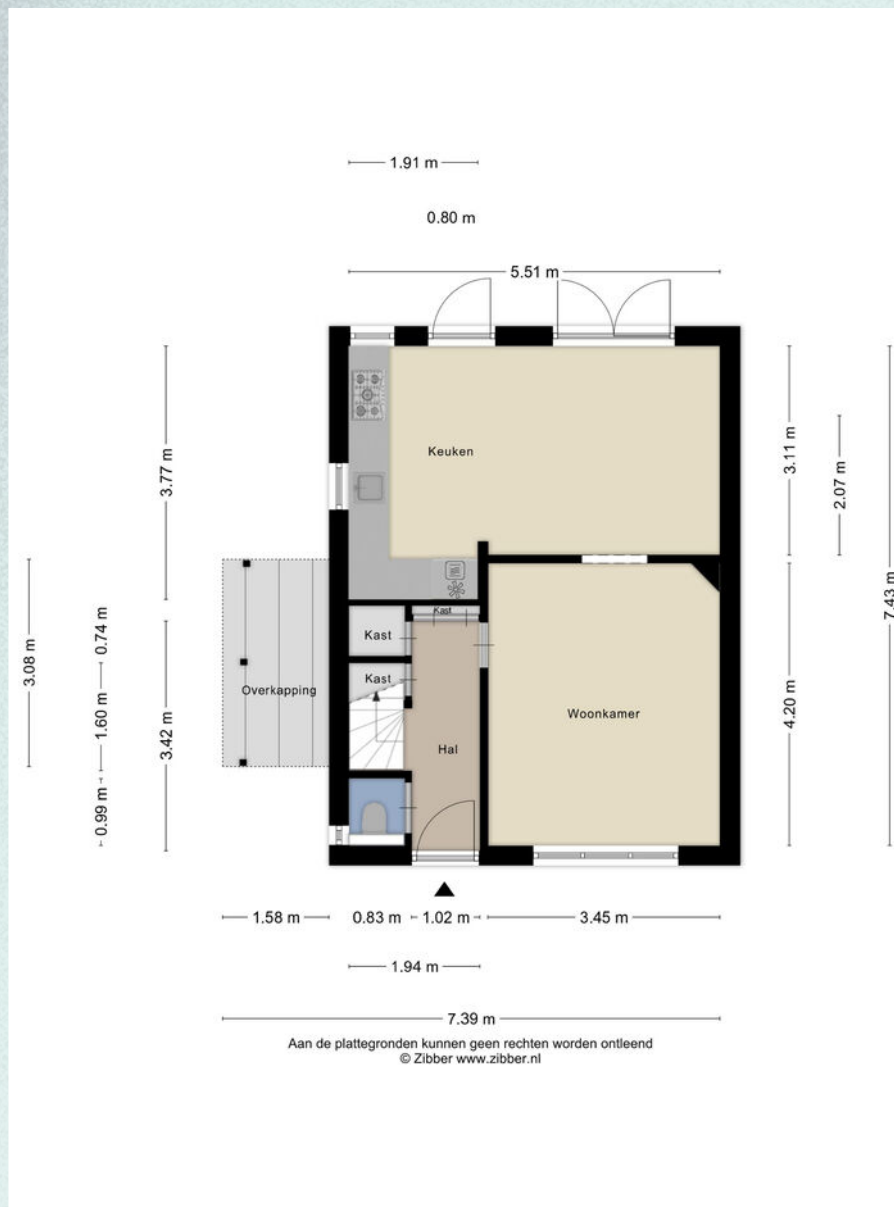 1.91 m
0.80 m
5.51 m
3.77 m
3.11 m
2.07 m
Keuken
7.43 m
3.08 m
0.74 m
Kast
Kast
Kast
1.60 m
Overkapping
3.42 m
Hal
Woonkamer
4.20 m
0.99 m
1.58 m
0.83 m
1.02 m
3.45 m
1.94 m
7.39 m
Aan de plattegronden kunnen geen rechten worden ontleend
© Zibber www.zibber.nl